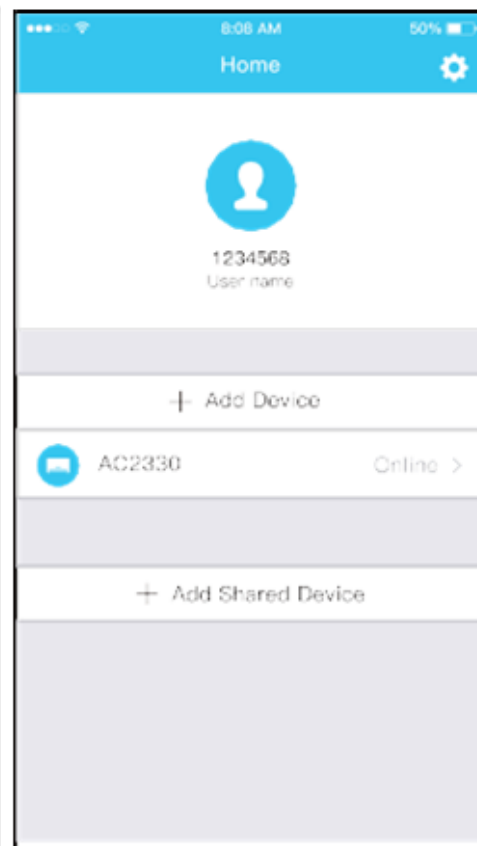 8:08 AM 50%
Home
1234568
User name
+ Add Device
AC2330 Online >
+ Add Shared Device